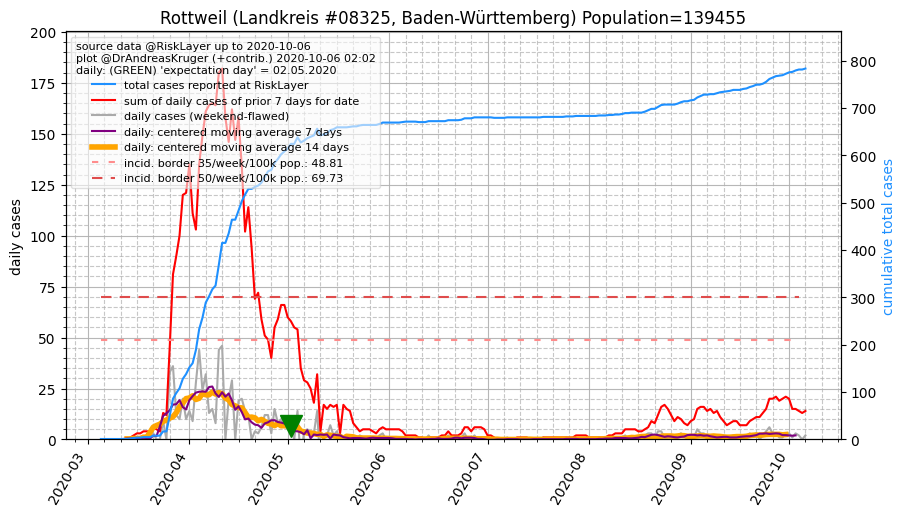 Rottweil (Landkreis #08325, Baden-Württemberg) Population=139455
source data @RiskLayer up to 2020-10-06
plot @DrAndreasKruger (+contrib.) 2020-10-06 02:02
daily: (GREEN) 'expectation day' = 02.05.2020
total cases reported at RiskLayer
sum of daily cases of prior 7 days for date
daily cases (weekend-flawed)
daily: centered moving average 7 days
daily: centered moving average 14 days
incid. border 35/week/100k pop.: 48.81
incid. border 50/week/100k pop.: 69.73
daily cases
200
175
150
125
100
75
50
25
0
cumulative total cases
800
700
600
500
400
300
200
100
0
2020-03
2020-04
2020-05
2020-06
2020-07
2020-08
2020-09
2020-10